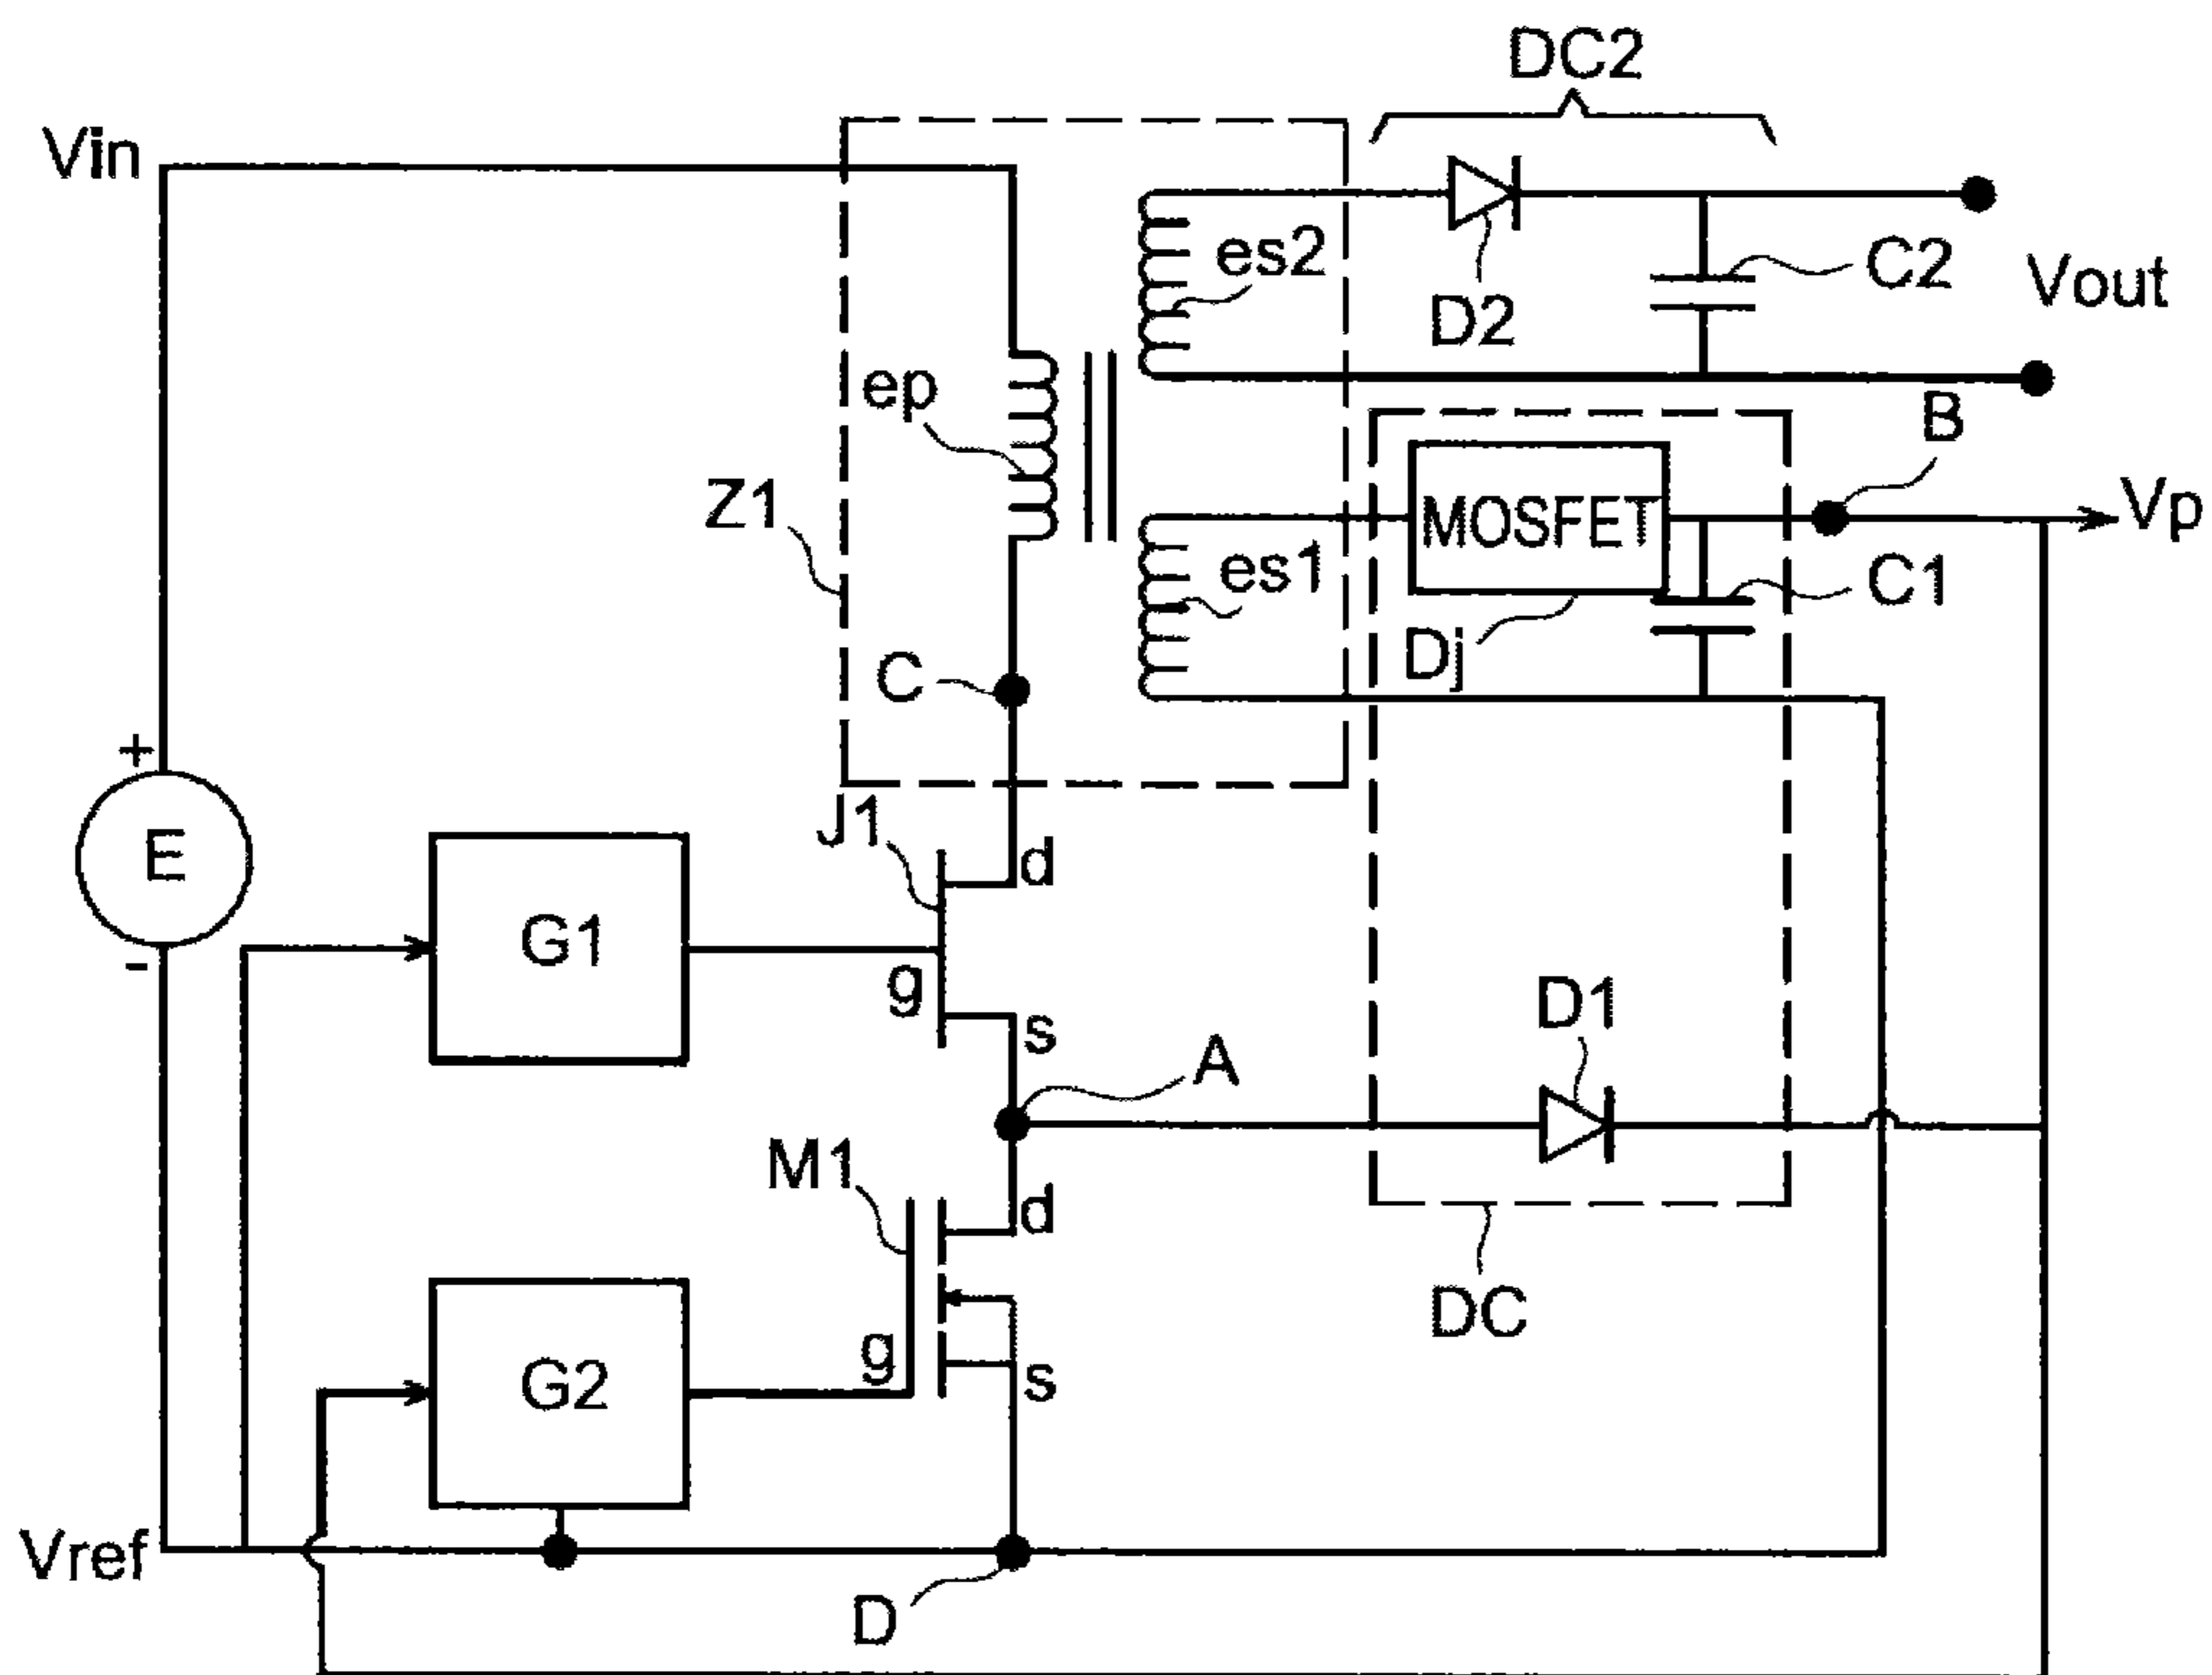 DC2
Vin
es2
C2
Vout
D2
ep
B
Z1
MOSFET
Vp
es1
C1
Dj
C
+
J1
d
E
G1
-
g
D1
s
A
M1
d
DC
g
G2
s
Vref
D